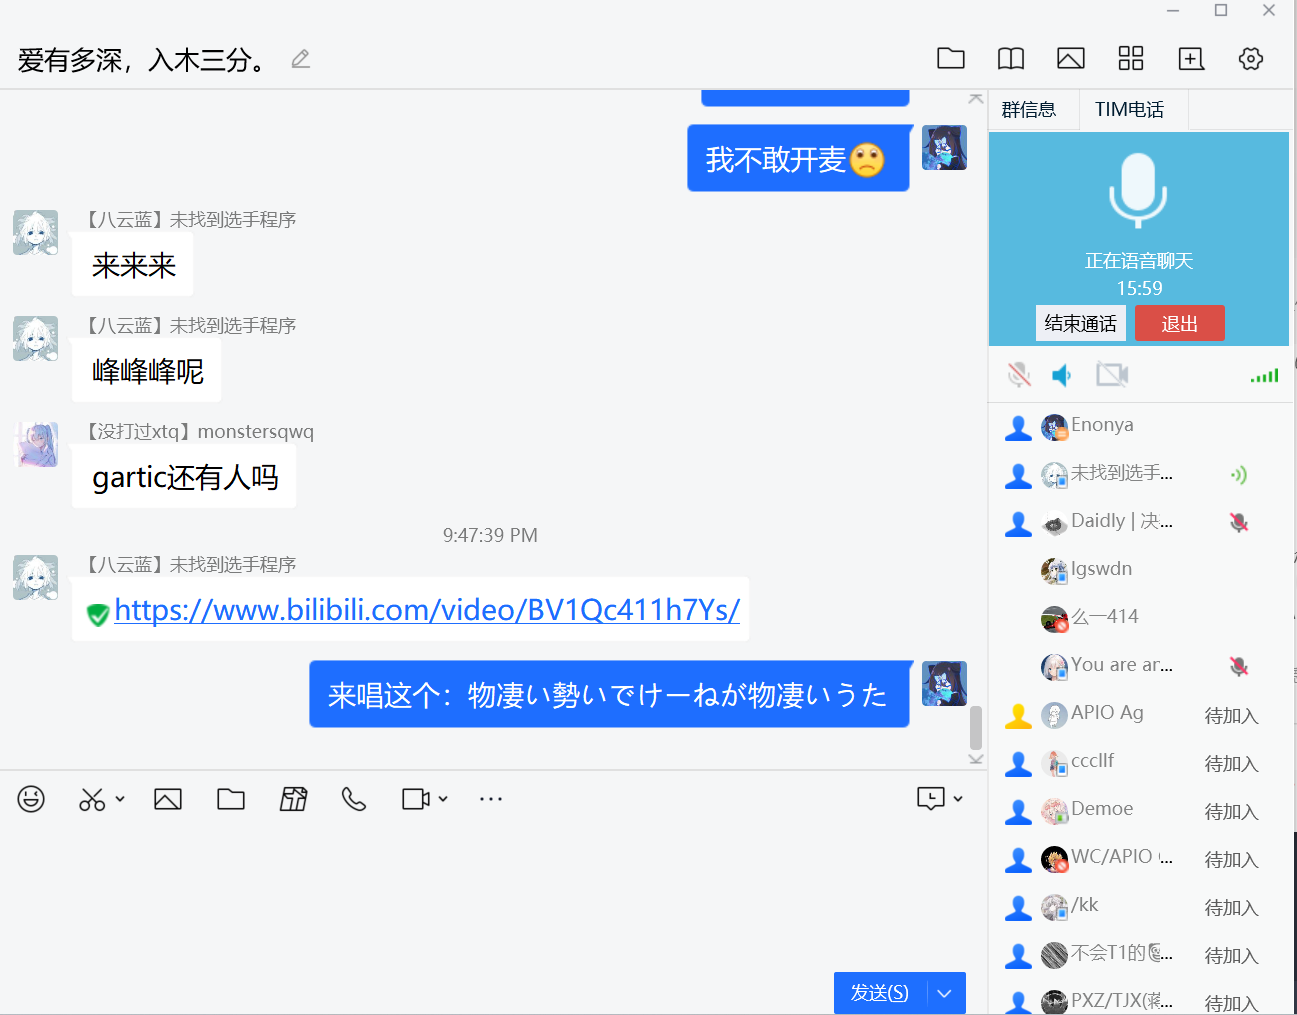 爱有多深，入木三分。
群信息
TIM电话
我不敢开麦
【八云蓝】未找到选手程序
来来来
【八云蓝】未找到选手程序
峰峰峰呢
【没打过xtq】monstersqwq
gartic还有人吗
9:47:39 PM
【八云蓝】未找到选手程序
https://www.bilibili.com/video/BV1Qc411h7Ys/
来唱这个：物凄い勢いでけーねが物凄いうた
发送(S)
正在语音聊天
15:59
结束通话
退出
Enonya
未找到选手...
Daidly | 决...
lgswdn
么一414
You are ar...
APIO Ag 待加入
cccllf 待加入
Demoe 待加入
WC/APIO ... 待加入
/kk 待加入
不会T1的... 待加入
PXZ/TJX(蒋... 待加入